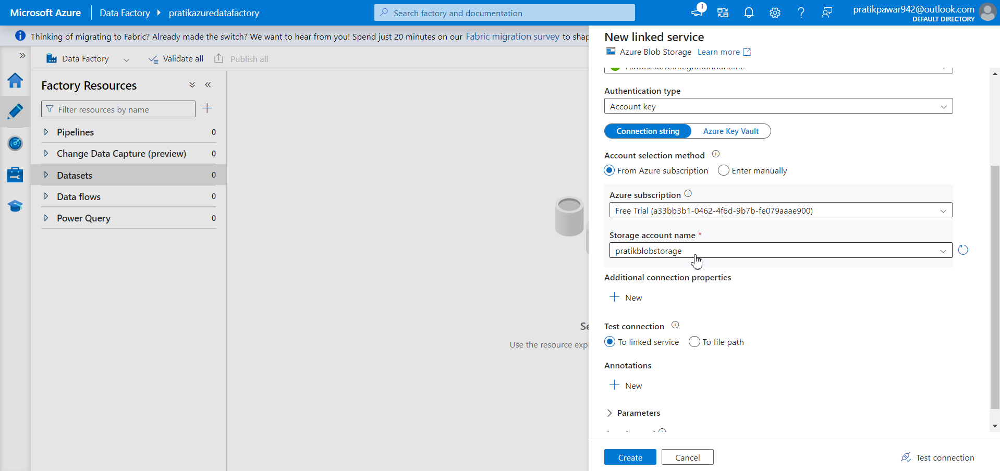 Microsoft Azure
Data Factory
pratikazuredatafactory
Search factory and documentation
1
pratikpawar942@outlook.com
DEFAULT DIRECTORY
Thinking of migrating to Fabric? Already made the switch? We want to hear from you! Spend just 20 minutes on our Fabric migration survey to shap
Data Factory
Validate all
Publish all
Factory Resources
Filter resources by name
Pipelines 0
Change Data Capture (preview) 0
Datasets 0
Data flows 0
Power Query 0
Se
Use the resource exp
New linked service
Azure Blob Storage Learn more
AutoResolveIntegrationRuntime
Authentication type
Account key
Connection string Azure Key Vault
Account selection method
From Azure subscription Enter manually
Azure subscription
Free Trial (a33bb3b1-0462-4f6d-9b7b-fe079aaae900)
Storage account name *
pratikblobstorage
Additional connection properties
New
Test connection
To linked service To file path
Annotations
New
Parameters
Create Cancel Test connection